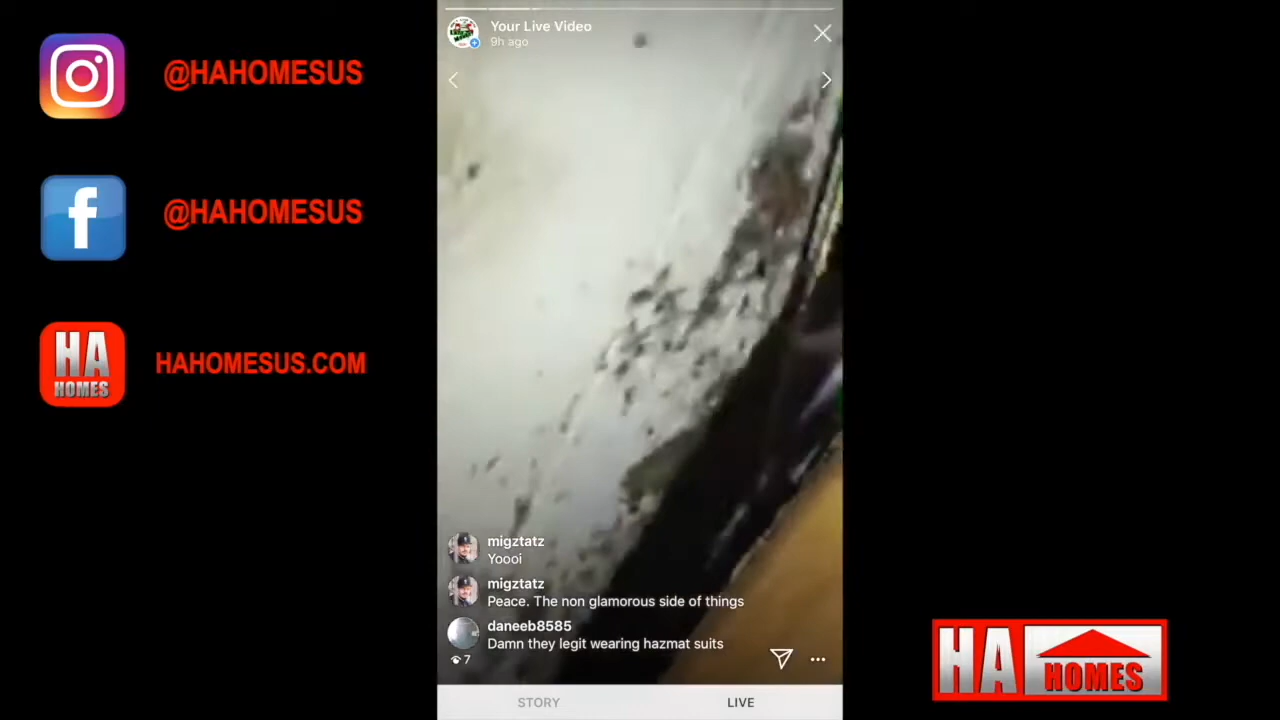 @HAHOMESUS
@HAHOMESUS
HA
HOMES
HAHOMESUS.COM
Your Live Video
9h ago
migztatz
Yoooi
migztatz
Peace. The non glamorous side of things
daneeb8585
Damn they legit wearing hazmat suits
7
STORY
LIVE
HA
HOMES